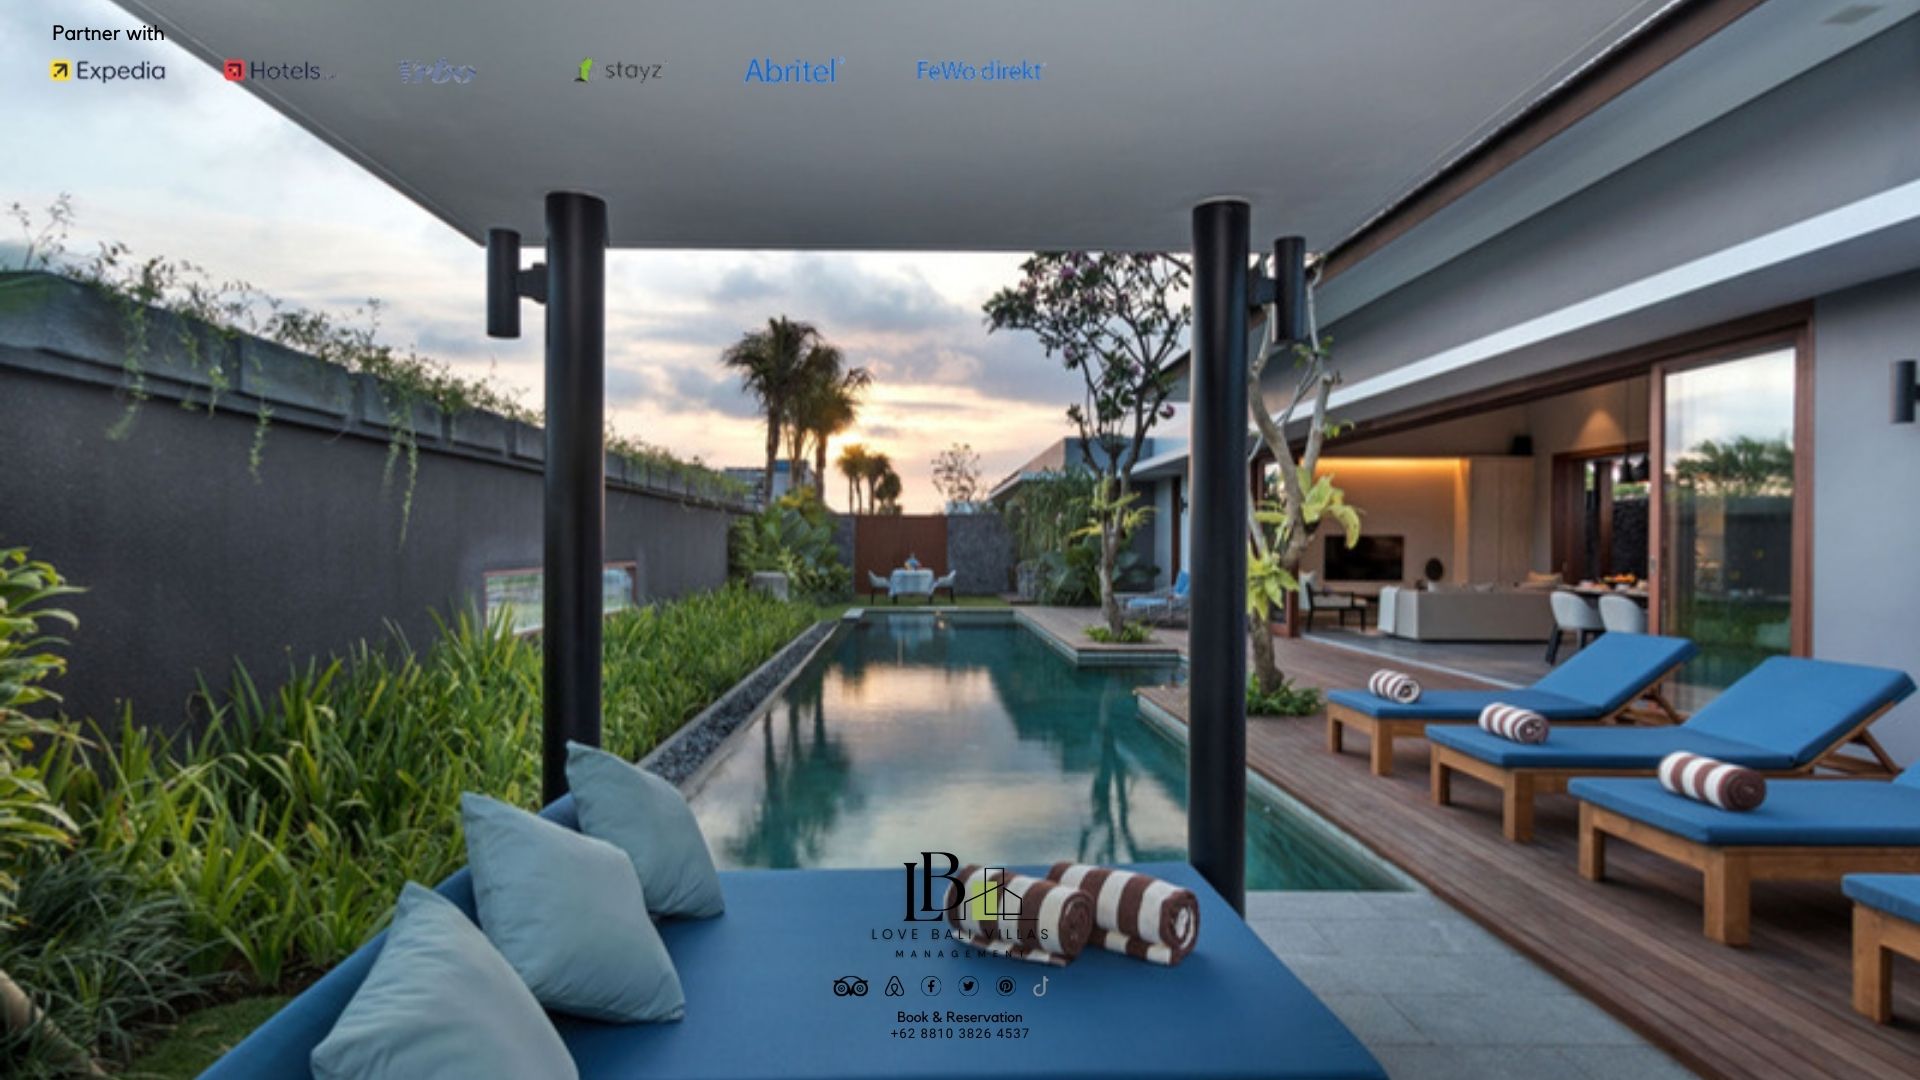 Partner with
Expedia
Hotels
Vrbo
stayz
Abritel
FeWo direkt
LB
LOVE BALI VILLAS
MANAGEMENT
Book & Reservation
+62 8810 3826 4537